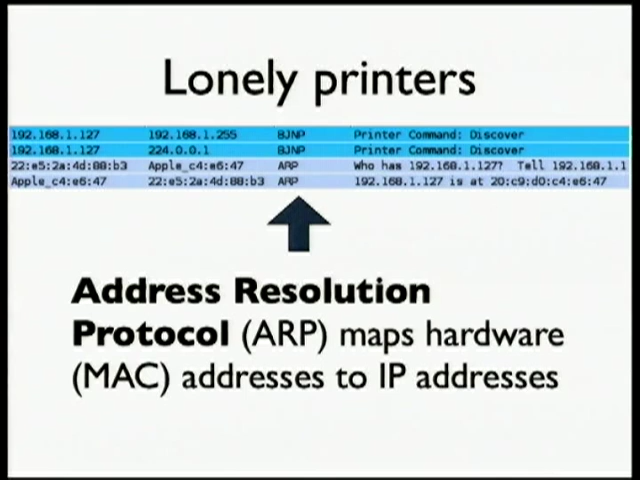 Lonely printers
192.168.1.127 192.168.1.255 BJNP Printer Command: Discover
192.168.1.127 224.0.0.1 BJNP Printer Command: Discover
22:e5:2a:4d:88:b3 Apple_c4:e6:47 ARP Who has 192.168.1.127? Tell 192.168.1.1
Apple_c4:e6:47 22:e5:2a:4d:88:b3 ARP 192.168.1.127 is at 20:c9:d0:c4:e6:47
Address Resolution
Protocol (ARP) maps hardware
(MAC) addresses to IP addresses